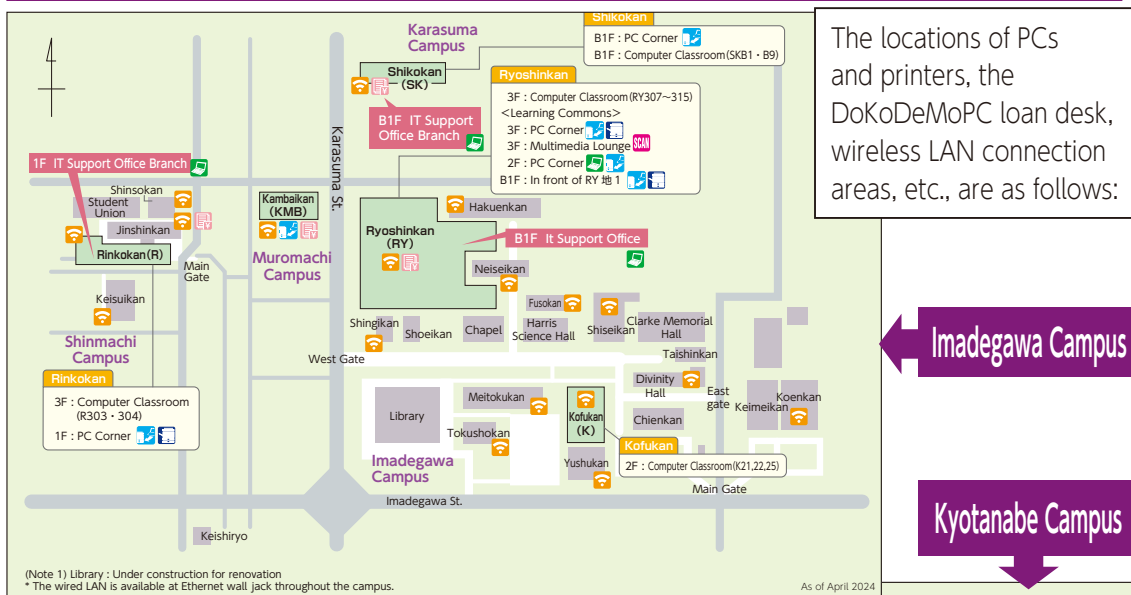 Shikokan
B1F : PC Corner
B1F : Computer Classroom(SKB1・B9)
The locations of PCs
and printers, the
DoKoDeMoPC loan desk,
wireless LAN connection
areas, etc., are as follows:
Karasuma
Campus
Shikokan
(SK)
B1F IT Support
Office Branch
Ryoshinkan
3F : Computer Classroom(RY307～315)
<Learning Commons>
3F : PC Corner
3F : Multimedia Lounge SCAN
2F : PC Corner
B1F : In front of RY 地 1
Karasuma St.
1F IT Support Office Branch
Shinsokan
Student
Union
Jinshinkan
Rinkokan(R)
Main
Gate
Keisuikan
Shinmachi
Campus
Kambaikan
(KMB)
Muromachi
Campus
Hakuenkan
Ryoshinkan
(RY)
B1F It Support Office
Neiseikan
Fusokan
Shingikan
Shoeikan
Chapel
Harris
Science Hall
Shiseikan
Clarke Memorial
Hall
West Gate
Taishinkan
Divinity
Hall
East
gate
Keimeikan
Koenkan
Rinkokan
3F : Computer Classroom
(R303・304)
1F : PC Corner
Library
Meitokukan
Tokushokan
Kofukan
(K)
Chienkan
Kofukan
2F : Computer Classroom(K21,22,25)
Yushukan
Imadegawa
Campus
Main Gate
Imadegawa St.
Keishiryo
Imadegawa Campus
Kyotanabe Campus
(Note 1) Library : Under construction for renovation
* The wired LAN is available at Ethernet wall jack throughout the campus.
As of April 2024